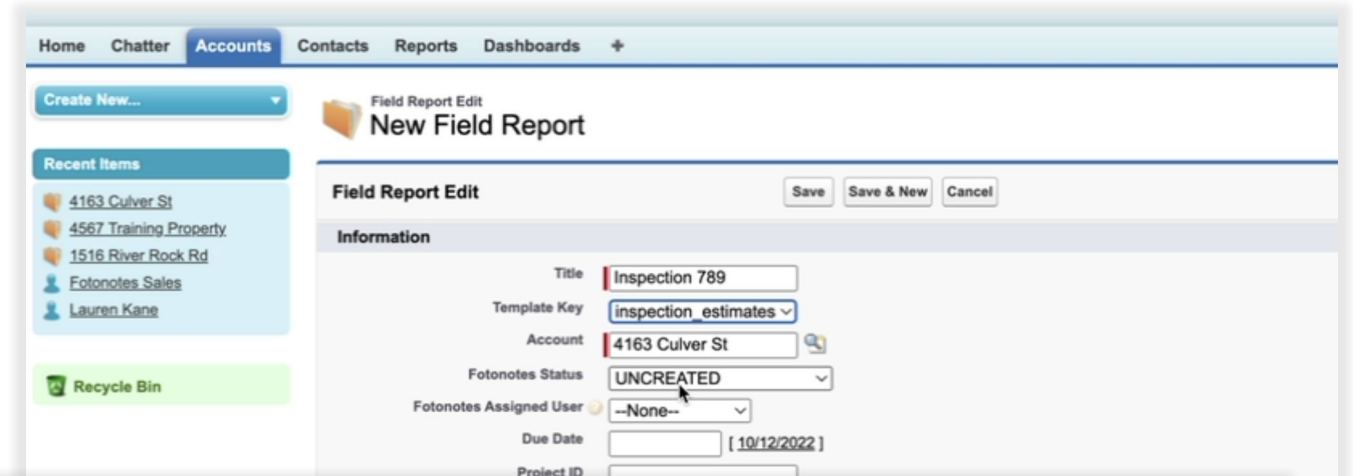 Home Chatter Accounts Contacts Reports Dashboards +
Create New...
Recent Items
4163 Culver St
4567 Training Property
1516 River Rock Rd
Fotonotes Sales
Lauren Kane
Recycle Bin
Field Report Edit
New Field Report
Field Report Edit Save Save & New Cancel
Information
Title Inspection 789
Template Key inspection_estimates
Account 4163 Culver St
Fotonotes Status UNCREATED
Fotonotes Assigned User --None--
Due Date [ 10/12/2022 ]
Project ID